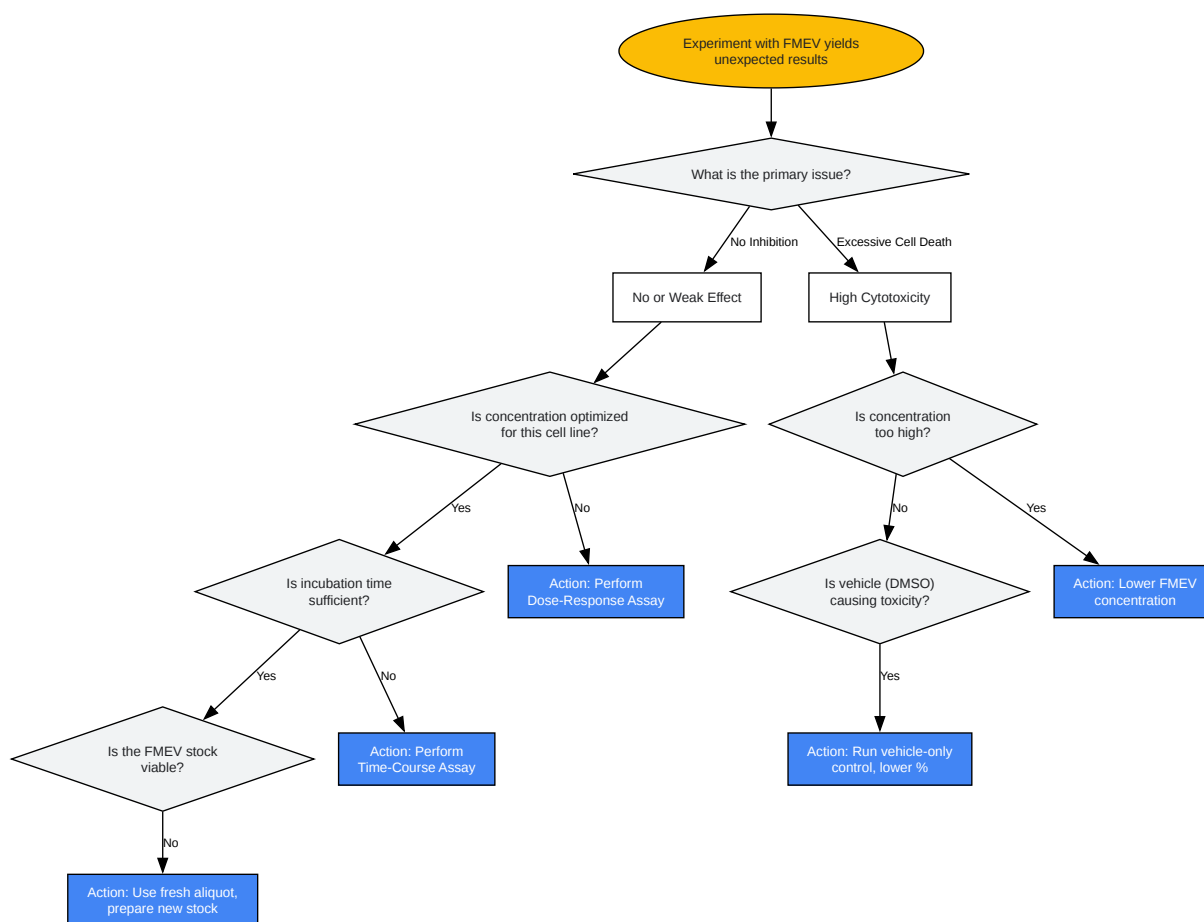 Experiment with FMEV yields
unexpected results
What is the primary issue?
No Inhibition
Excessive Cell Death
No or Weak Effect
High Cytotoxicity
Is concentration optimized
for this cell line?
Is concentration
too high?
Yes
No
No
Yes
Is incubation time
sufficient?
Action: Perform
Dose-Response Assay
Is vehicle (DMSO)
causing toxicity?
Action: Lower FMEV
concentration
Yes
No
Yes
Is the FMEV stock
viable?
Action: Perform
Time-Course Assay
Action: Run vehicle-only
control, lower %
No
Action: Use fresh aliquot,
prepare new stock